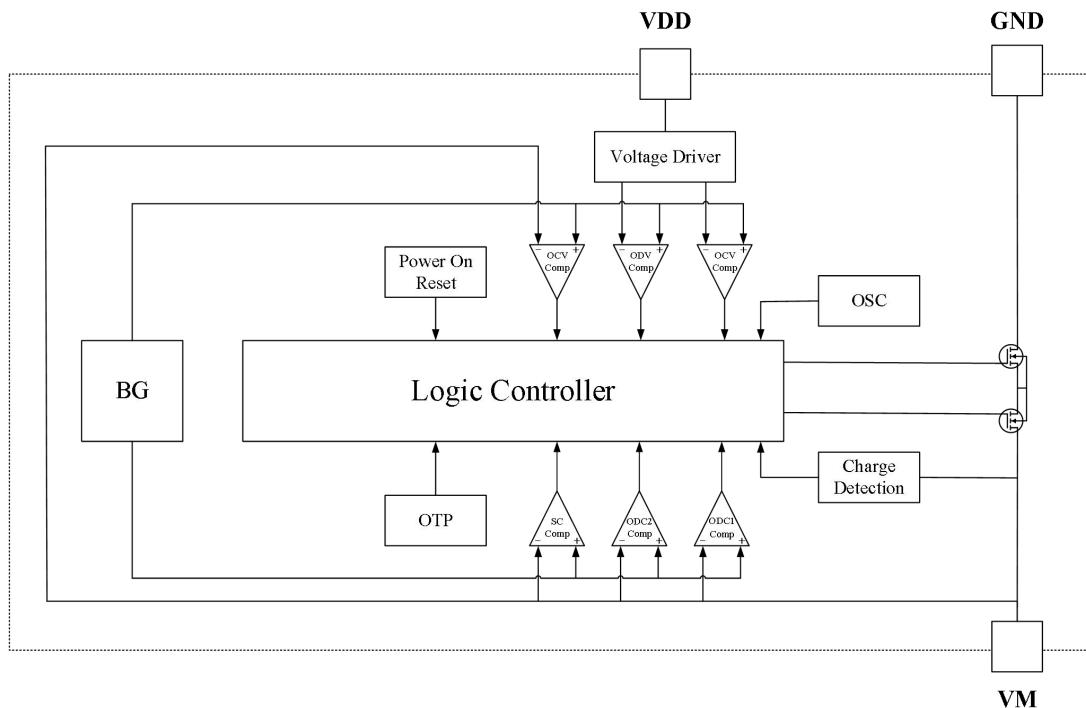 VDD
GND
Voltage Driver
− +
OCV
Comp
− +
ODV
Comp
− +
OCV
Comp
Power On
Reset
OSC
BG
Logic Controller
Charge
Detection
OTP
SC
Comp
− +
ODC2
Comp
− +
ODC1
Comp
− +
VM